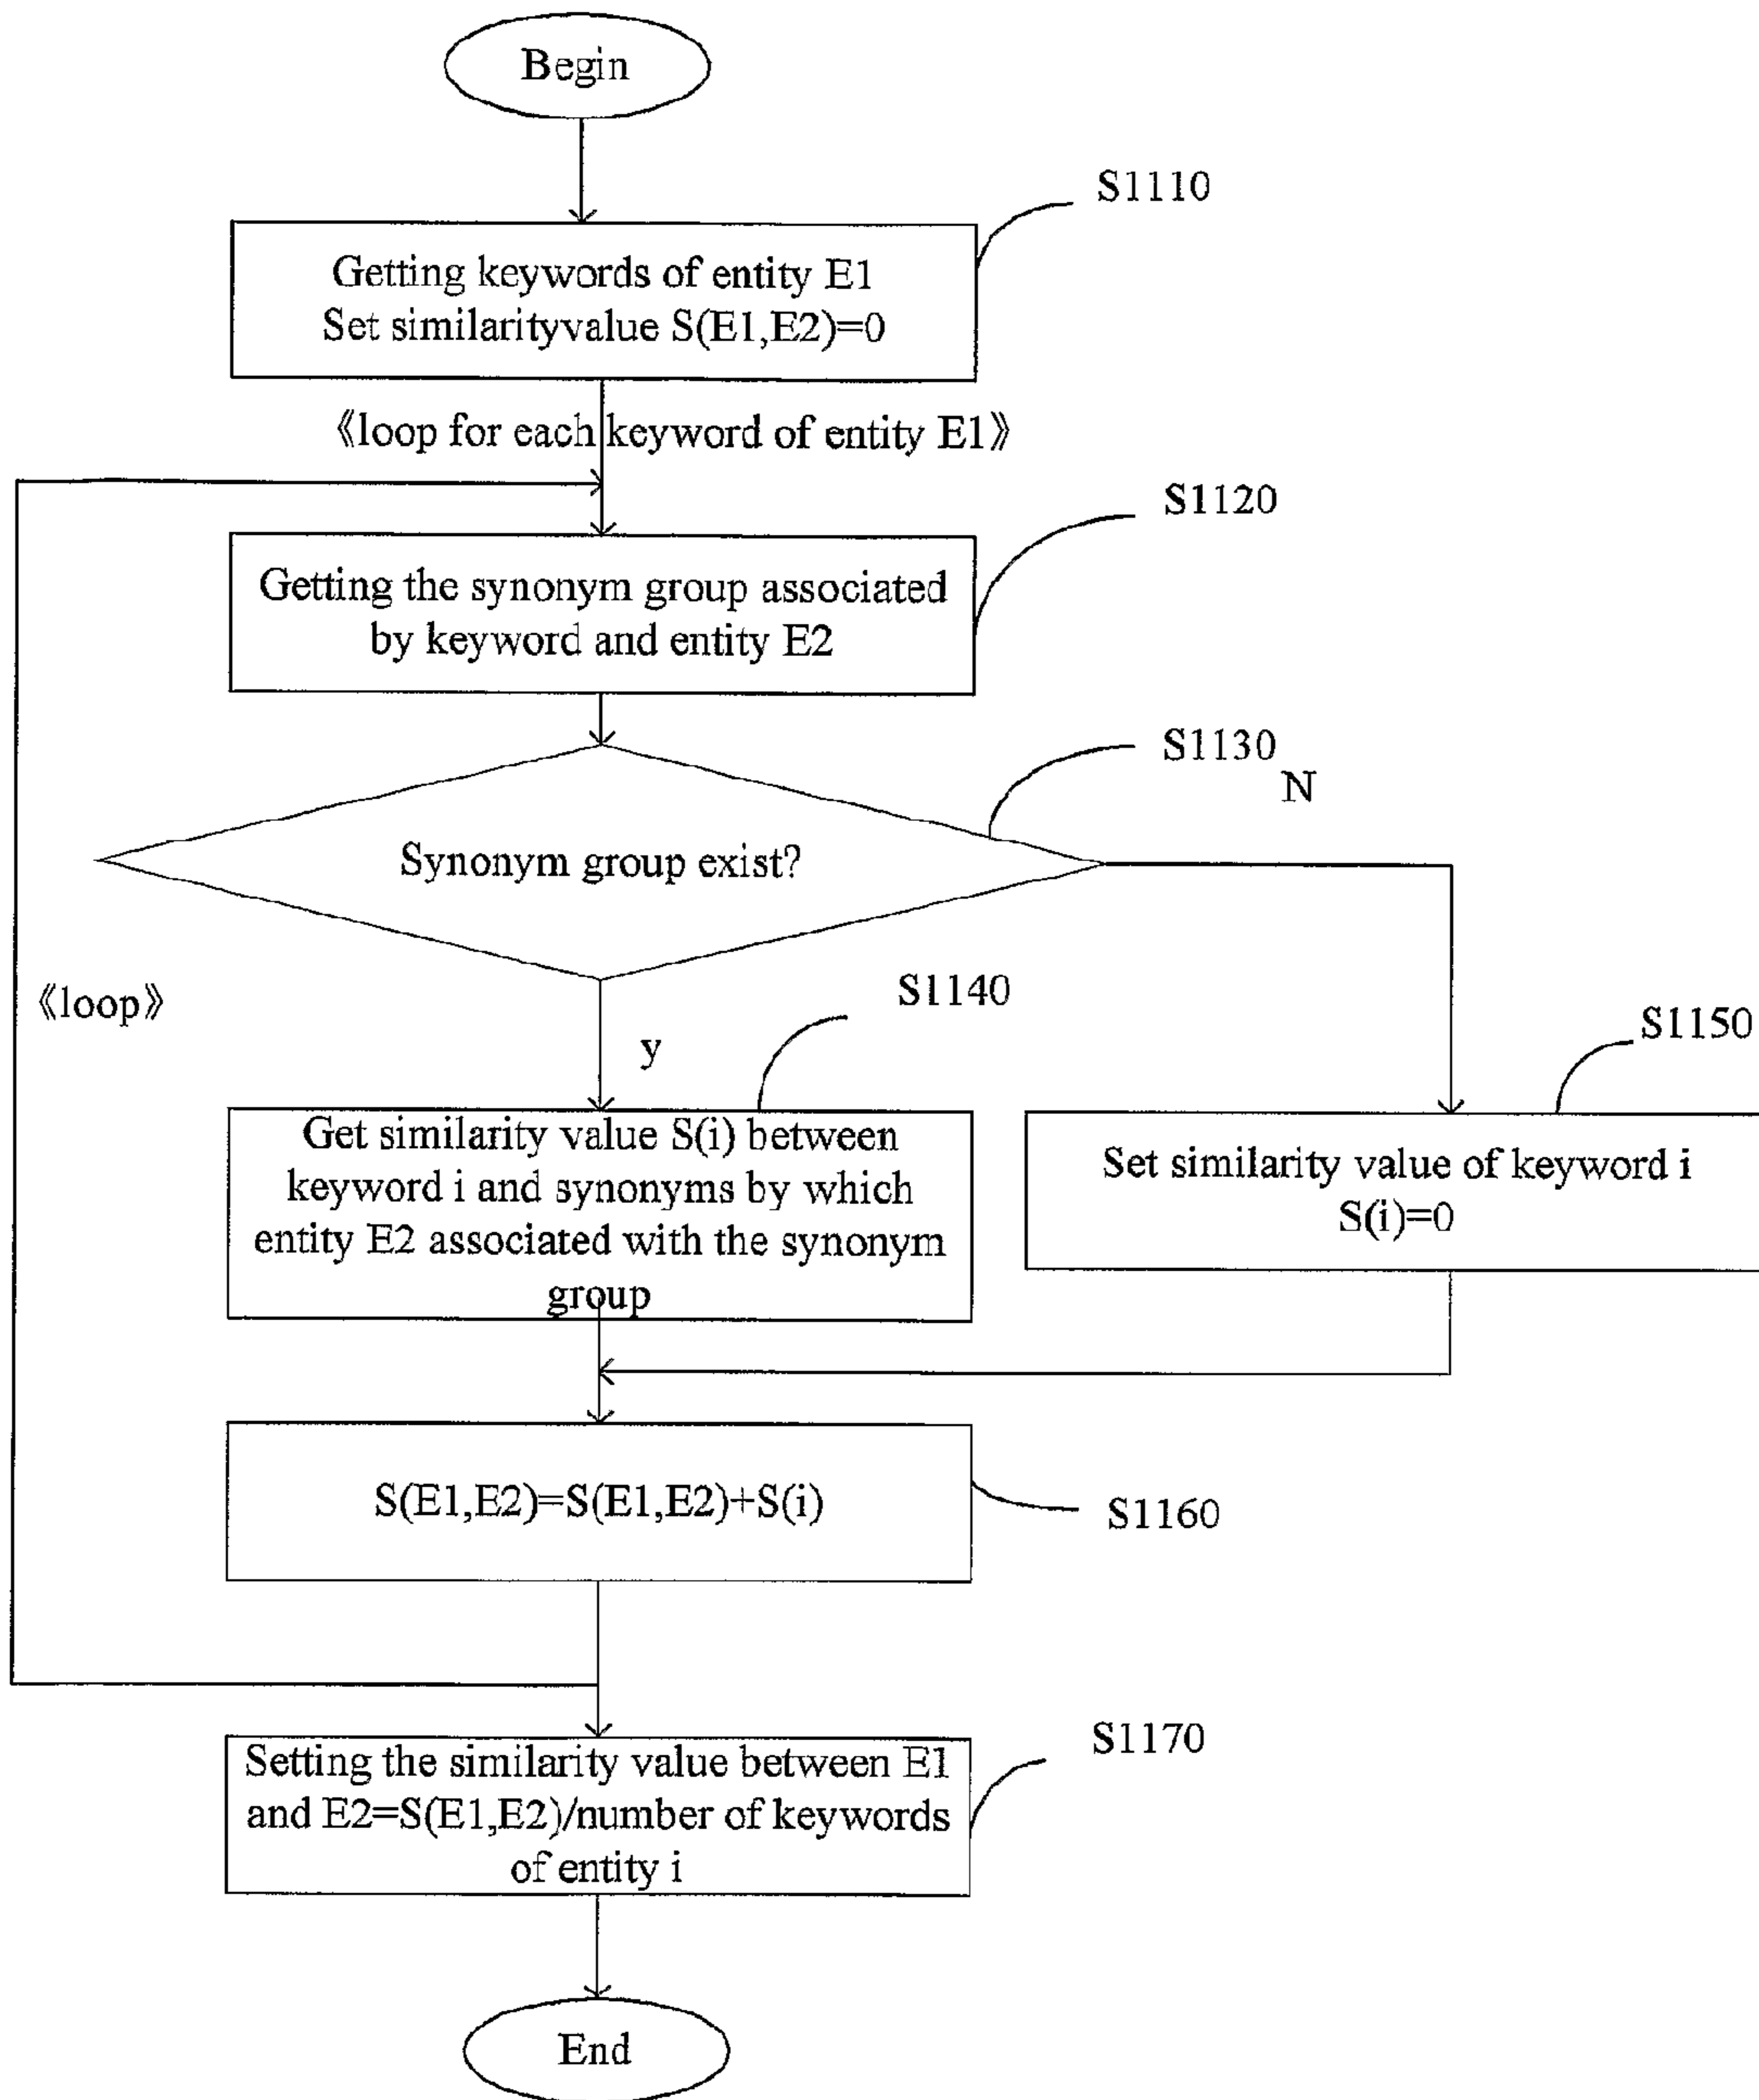 Begin
S1110
Getting keywords of entity E1
Set similarityvalue S(E1,E2)=0
《loop for each keyword of entity E1》
S1120
Getting the synonym group associated
by keyword and entity E2
S1130
N
Synonym group exist?
《loop》
S1140
y
S1150
Get similarity value S(i) between
keyword i and synonyms by which
entity E2 associated with the synonym
group
Set similarity value of keyword i
S(i)=0
S(E1,E2)=S(E1,E2)+S(i)
S1160
S1170
Setting the similarity value between E1
and E2=S(E1,E2)/number of keywords
of entity i
End